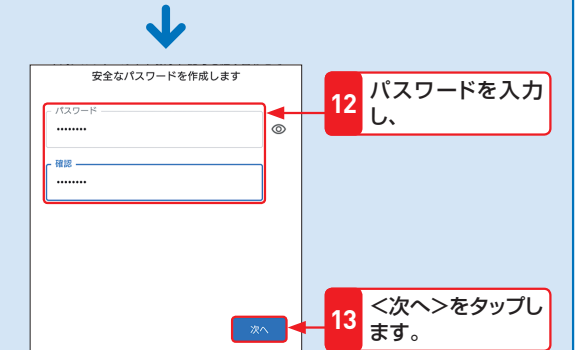 安全なパスワードを作成します
パスワード
••••••••
確認
••••••••
次へ
12 パスワードを入力
し、
13 <次へ>をタップし
ます。